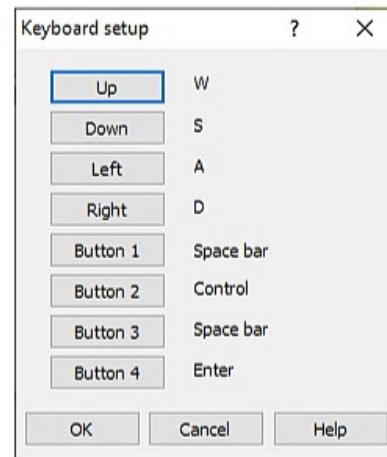 Keyboard setup ?
Up W
Down S
Left A
Right D
Button 1 Space bar
Button 2 Control
Button 3 Space bar
Button 4 Enter
OK Cancel Help